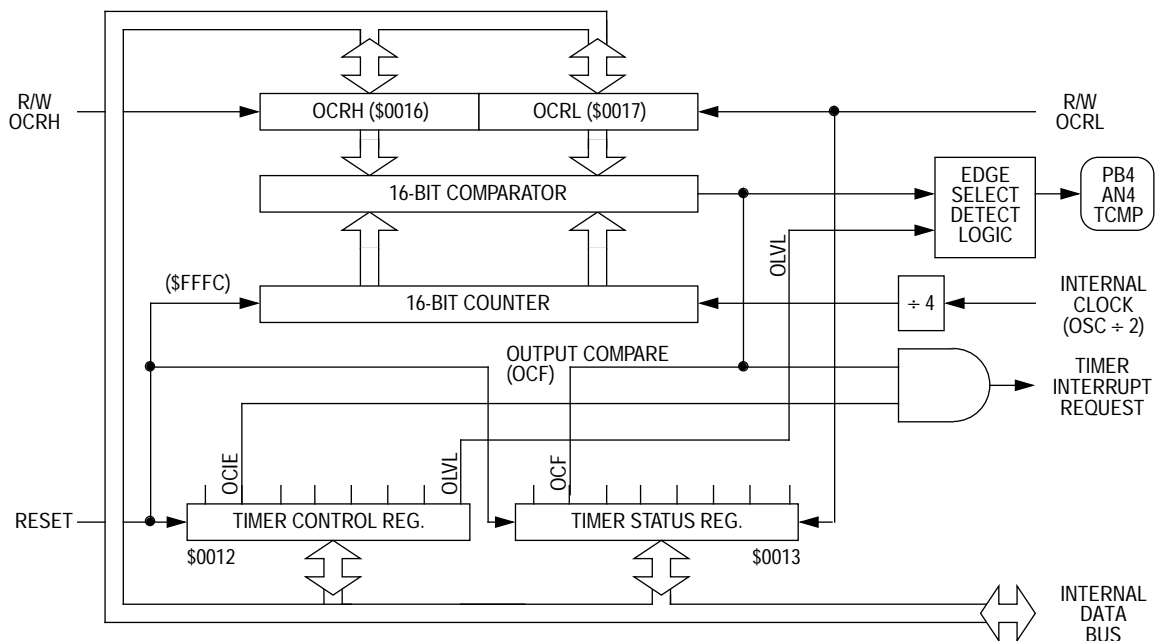 R/W
OCRH
OCRH ($0016)
OCRL ($0017)
R/W
OCRL
16-BIT COMPARATOR
EDGE
SELECT
DETECT
LOGIC
PB4
AN4
TCMP
OLVL
($FFFC)
16-BIT COUNTER
÷ 4
INTERNAL
CLOCK
(OSC ÷ 2)
OUTPUT COMPARE
(OCF)
TIMER
INTERRUPT
REQUEST
OCIE
OLVL
OCF
RESET
TIMER CONTROL REG.
TIMER STATUS REG.
$0012
$0013
INTERNAL
DATA
BUS